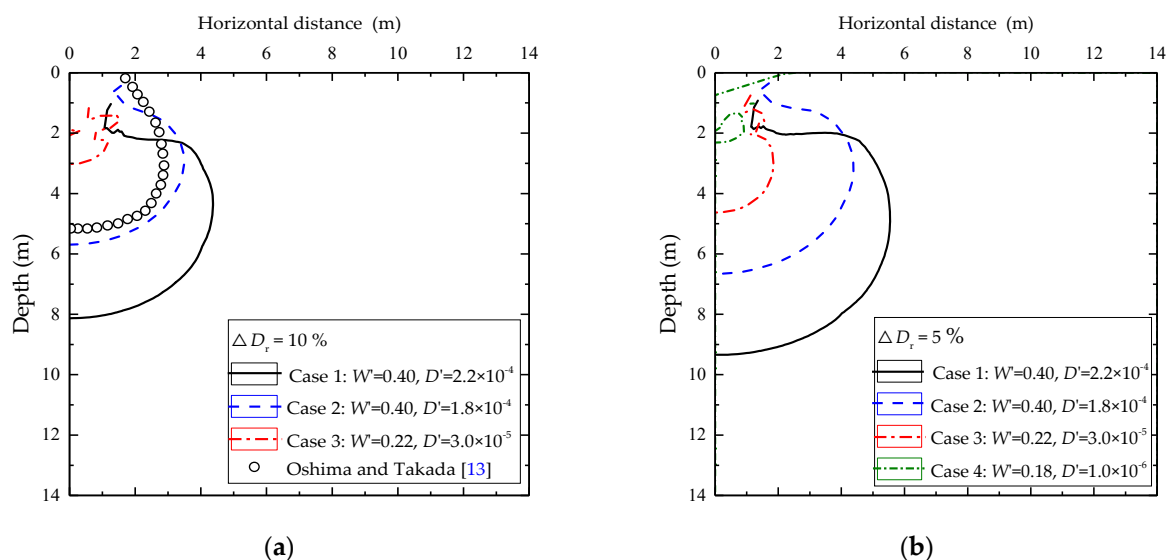 Horizontal distance (m)
0 2 4 6 8 10 12 14
0
2
4
6
8
10
12
14
Depth (m)
△ Dr = 10 %
Case 1: W'=0.40, D'=2.2×10-4
Case 2: W'=0.40, D'=1.8×10-4
Case 3: W'=0.22, D'=3.0×10-5
Oshima and Takada [13]
(a)
Horizontal distance (m)
0 2 4 6 8 10 12 14
0
2
4
6
8
10
12
14
Depth (m)
△ Dr = 5 %
Case 1: W'=0.40, D'=2.2×10-4
Case 2: W'=0.40, D'=1.8×10-4
Case 3: W'=0.22, D'=3.0×10-5
Case 4: W'=0.18, D'=1.0×10-6
(b)